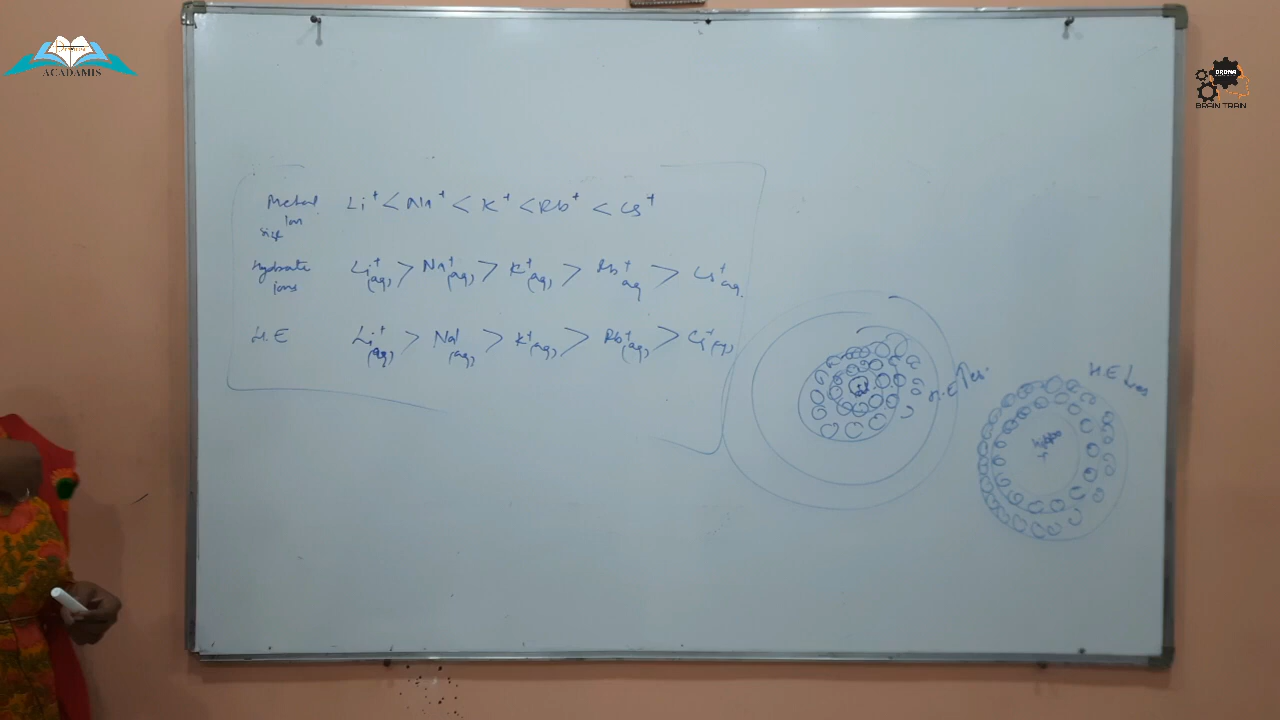 ACADAMIS
DROMA
BRAIN TRAIN
Metal Li⁺ < Na⁺ < K⁺ < Rb⁺ < Cs⁺
ion
size
Hydrate Li⁺(aq) > Na⁺(aq) > K⁺(aq) > Rb⁺aq > Cs⁺aq.
ions
H.E Li⁺(aq) > Na⁺(aq) > K⁺(aq) > Rb⁺(aq) > Cs⁺(aq)
H.E Less